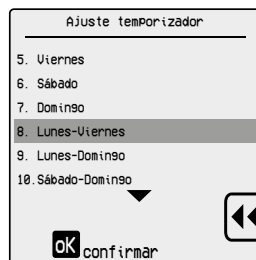 Ajuste temporizador
5. Viernes
6. Sábado
7. Domingo
8. Lunes-Viernes
9. Lunes-Domingo
10.Sábado-Domingo
OK confirmar